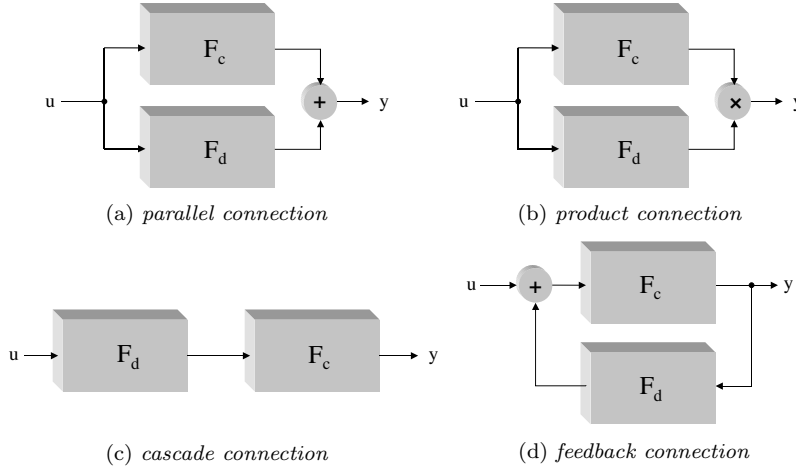 F_c
u + y
F_d
(a) parallel connection
F_c
u × y
F_d
(b) product connection
u F_d F_c y
(c) cascade connection
u + F_c y
F_d
(d) feedback connection